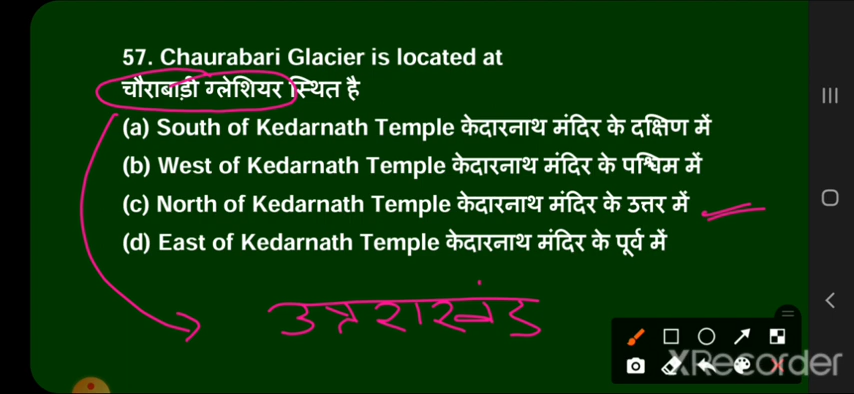 57. Chaurabari Glacier is located at
चौराबाड़ी ग्लेशियर स्थित है
(a) South of Kedarnath Temple केदारनाथ मंदिर के दक्षिण में
(b) West of Kedarnath Temple केदारनाथ मंदिर के पश्चिम में
(c) North of Kedarnath Temple केदारनाथ मंदिर के उत्तर में
(d) East of Kedarnath Temple केदारनाथ मंदिर के पूर्व में
उत्तराखंड
XRecorder